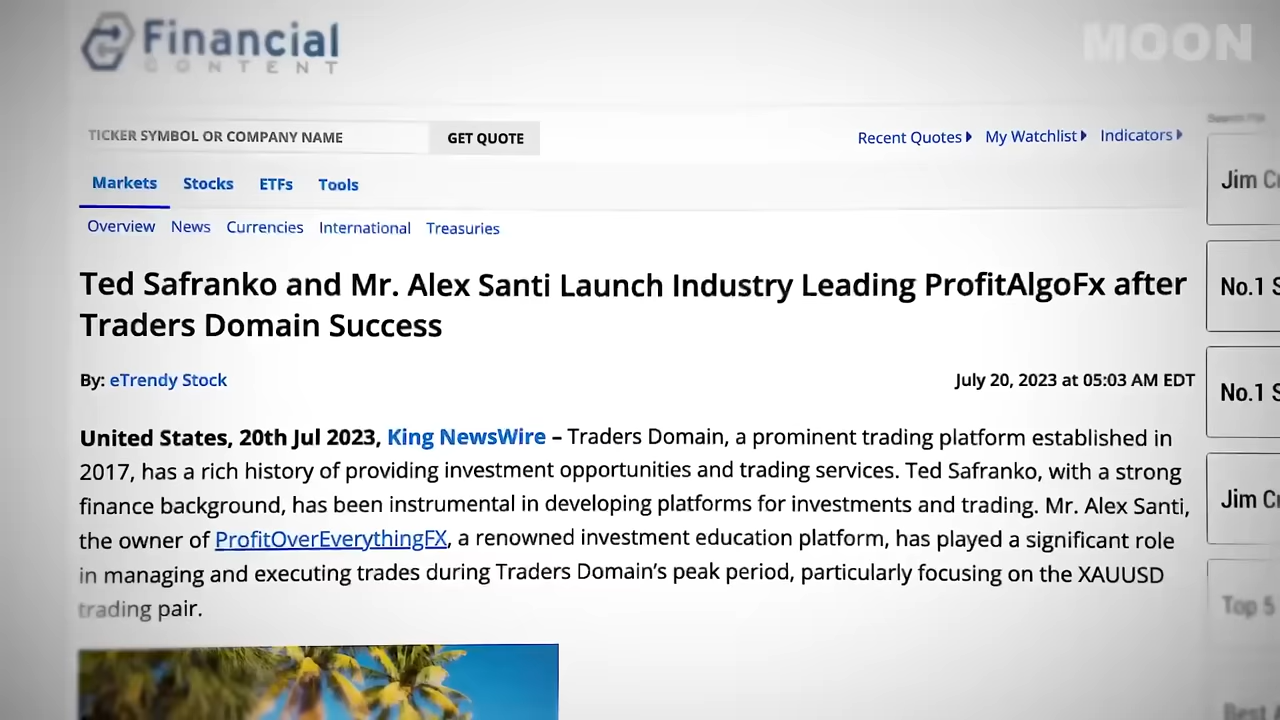 Financial
CONTENT
MOON
TICKER SYMBOL OR COMPANY NAME
GET QUOTE
Recent Quotes
My Watchlist
Indicators
Markets Stocks ETFs Tools
Overview News Currencies International Treasuries
Ted Safranko and Mr. Alex Santi Launch Industry Leading ProfitAlgoFx after
Traders Domain Success
By: eTrendy Stock
July 20, 2023 at 05:03 AM EDT
United States, 20th Jul 2023, King NewsWire – Traders Domain, a prominent trading platform established in
2017, has a rich history of providing investment opportunities and trading services. Ted Safranko, with a strong
finance background, has been instrumental in developing platforms for investments and trading. Mr. Alex Santi,
the owner of ProfitOverEverythingFX, a renowned investment education platform, has played a significant role
in managing and executing trades during Traders Domain’s peak period, particularly focusing on the XAUUSD
trading pair.
Jim
No.1
No.1
Jim
Top 5